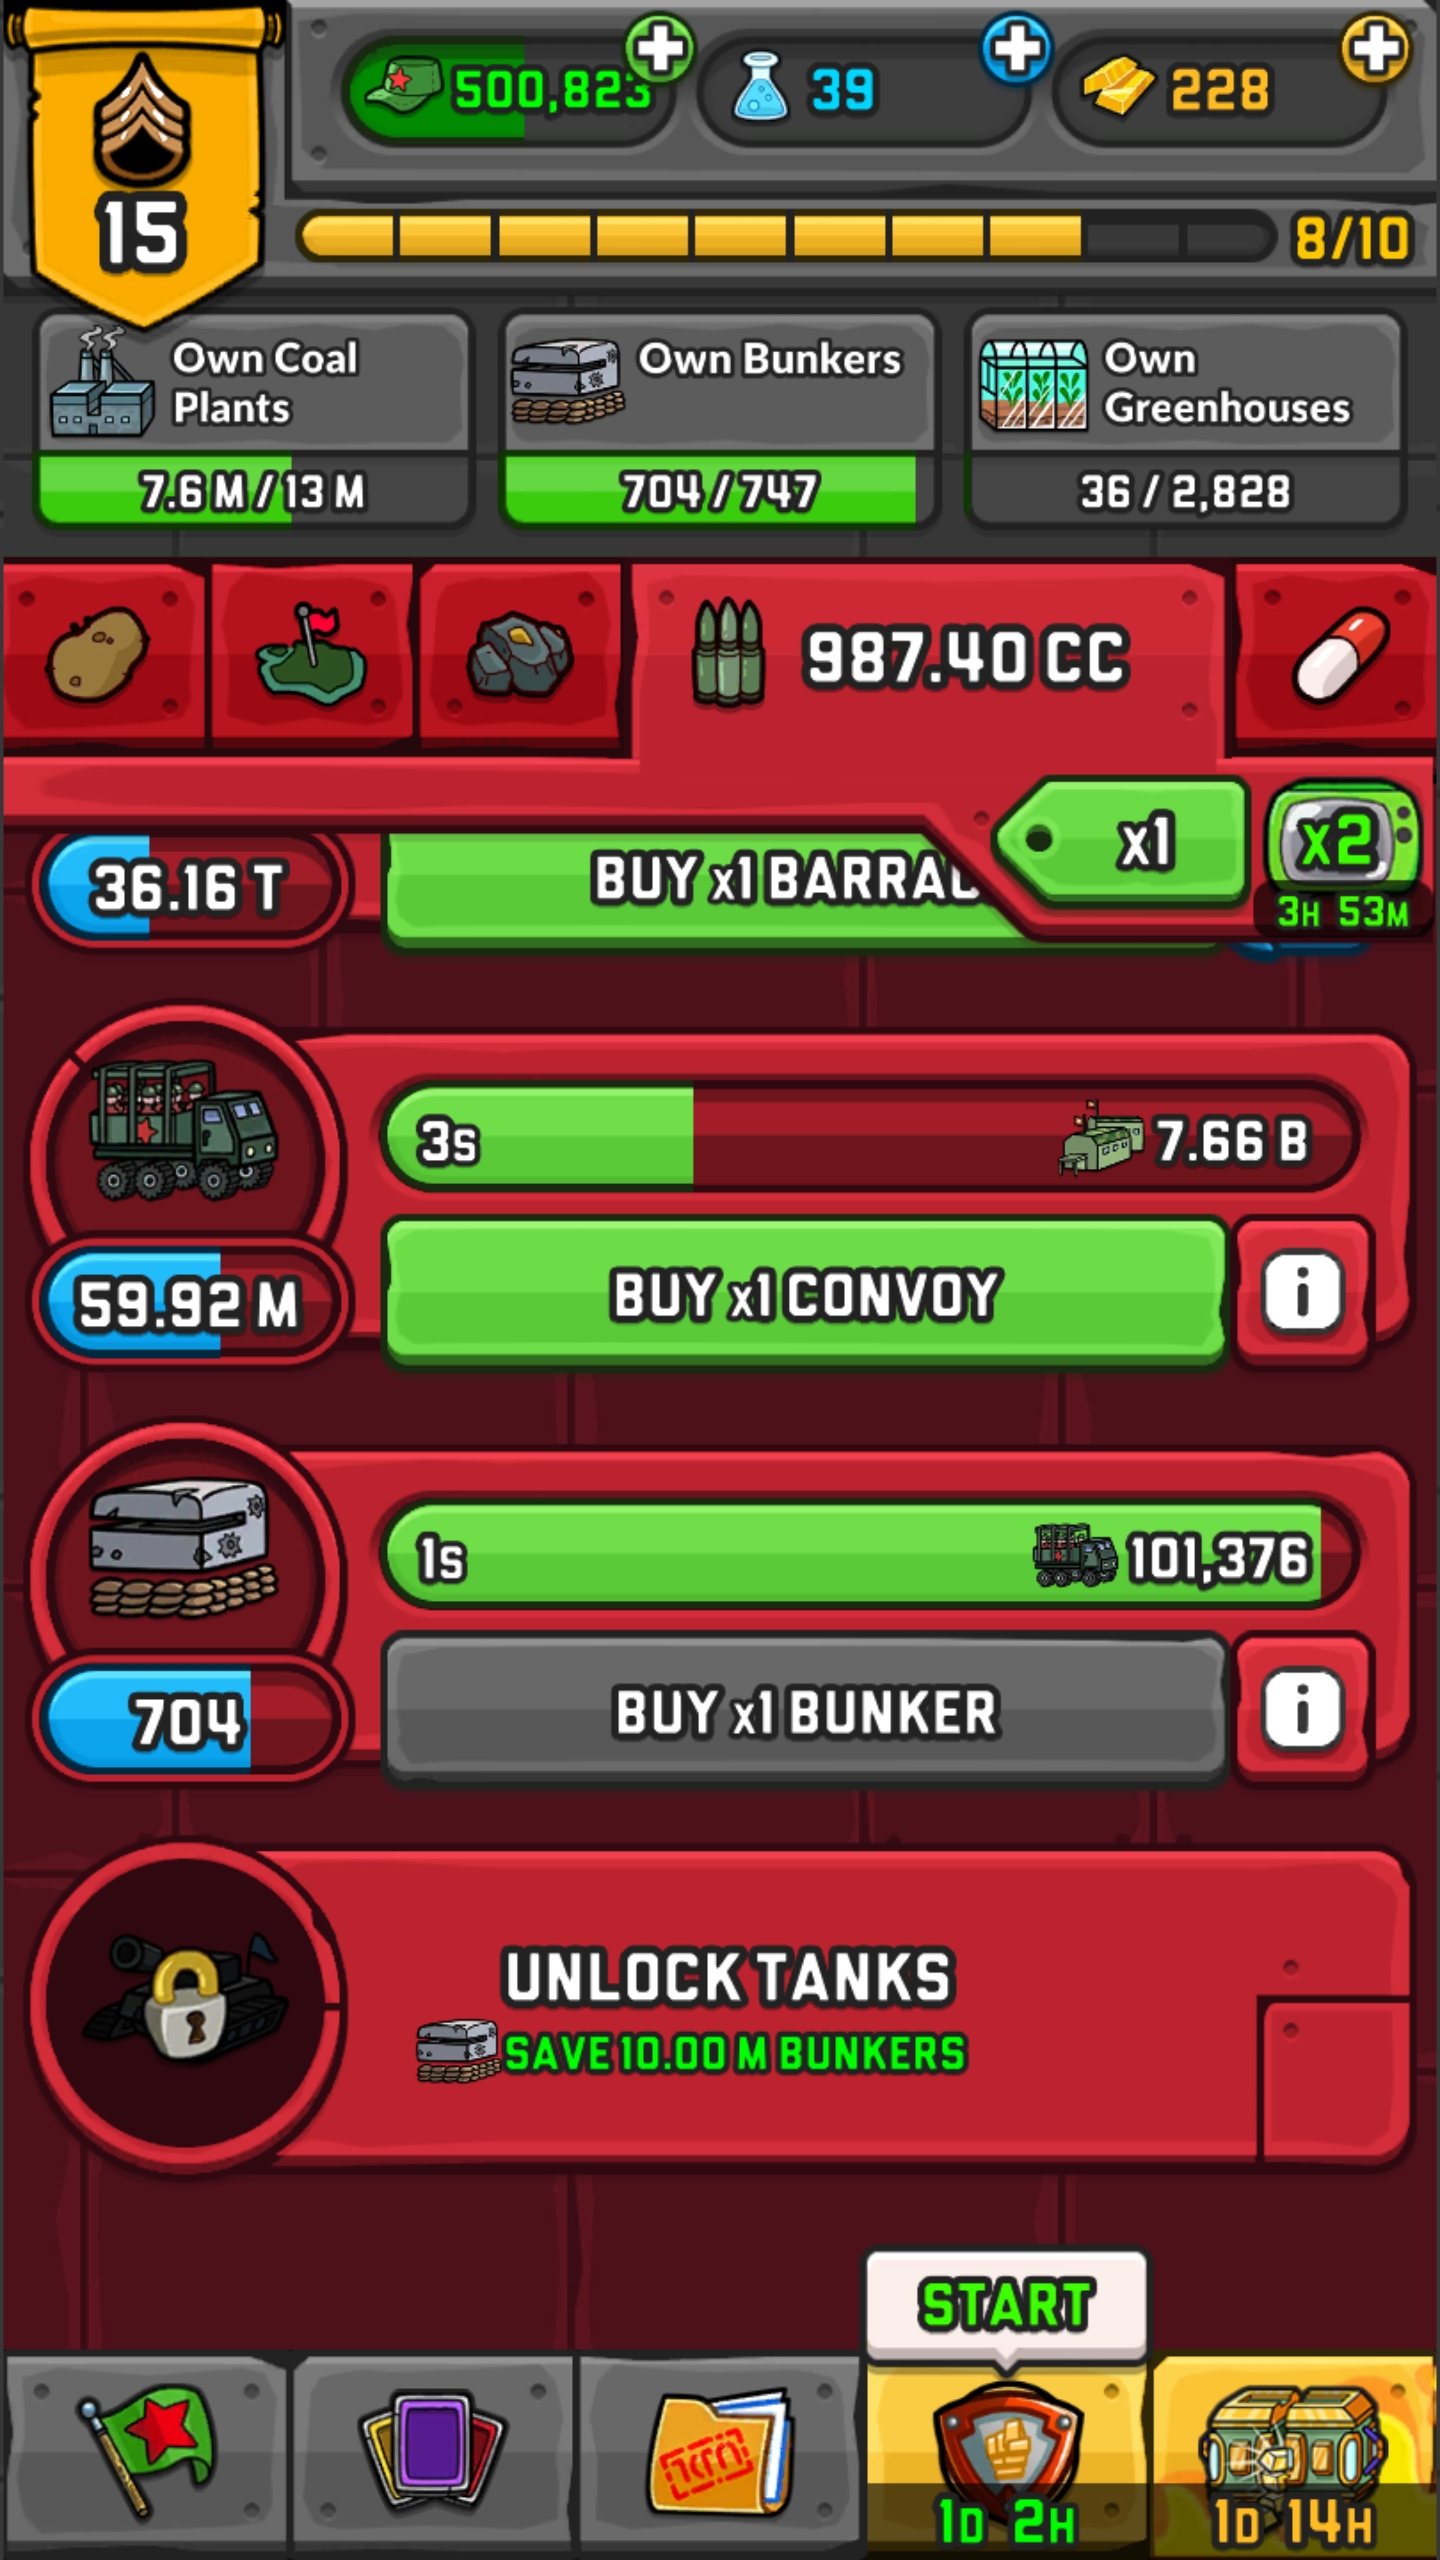 500,823
39
228
15
8/10
Own Coal
Plants
7.6 M / 13 M
Own Bunkers
704 / 747
Own
Greenhouses
36 / 2,828
987.40 CC
x1
x2
3H 53M
36.16 T
BUY x1
3s
7.66 B
59.92 M
BUY x1 CONVOY
i
1s
101,376
704
BUY x1 BUNKER
i
UNLOCK TANKS
SAVE 10.00 M BUNKERS
START
1D 2H
1D 14H